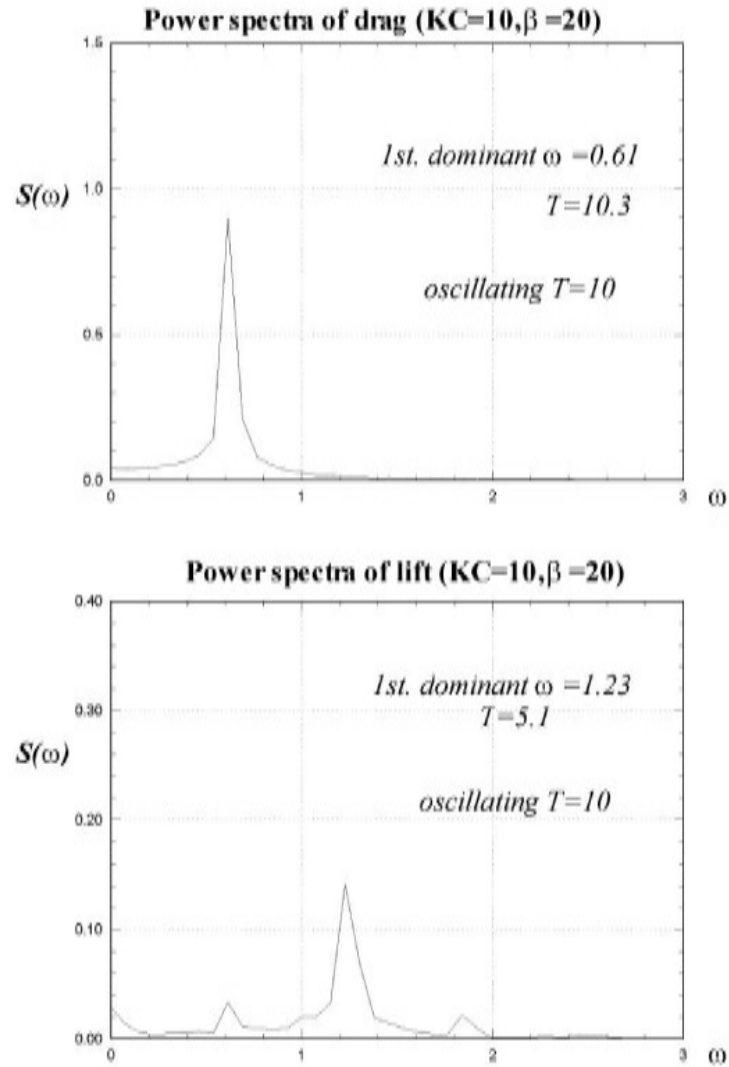 Power spectra of drag (KC=10,β =20)
1.5
1st. dominant ω =0.61
S(ω)
1.0
T=10.3
oscillating T=10
0.5
0.0
0
1
2
3
ω
Power spectra of lift (KC=10,β =20)
0.40
1st. dominant ω =1.23
0.30
T=5.1
S(ω)
oscillating T=10
0.20
0.10
0.00
0
1
2
3
ω